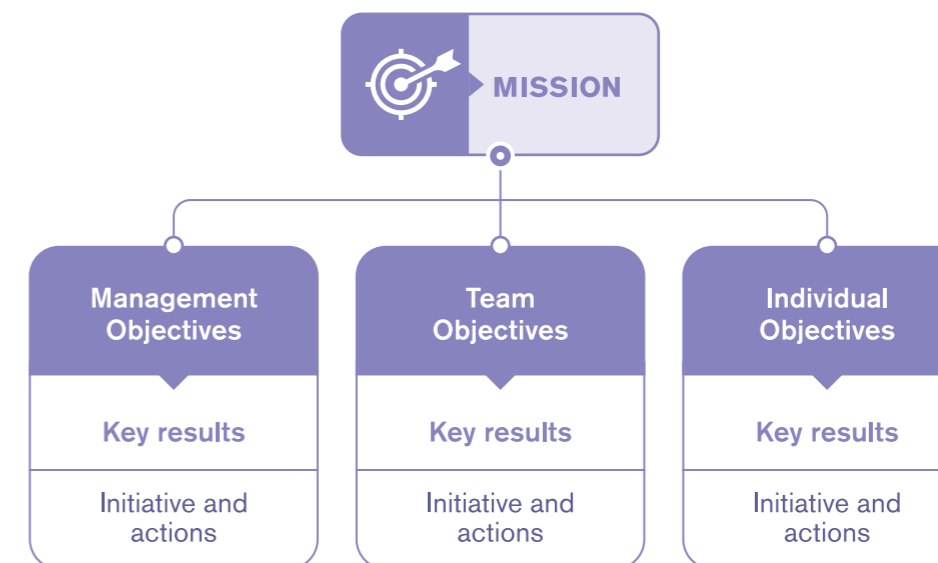 MISSION
Management
Objectives
Key results
Initiative and
actions
Team
Objectives
Key results
Initiative and
actions
Individual
Objectives
Key results
Initiative and
actions